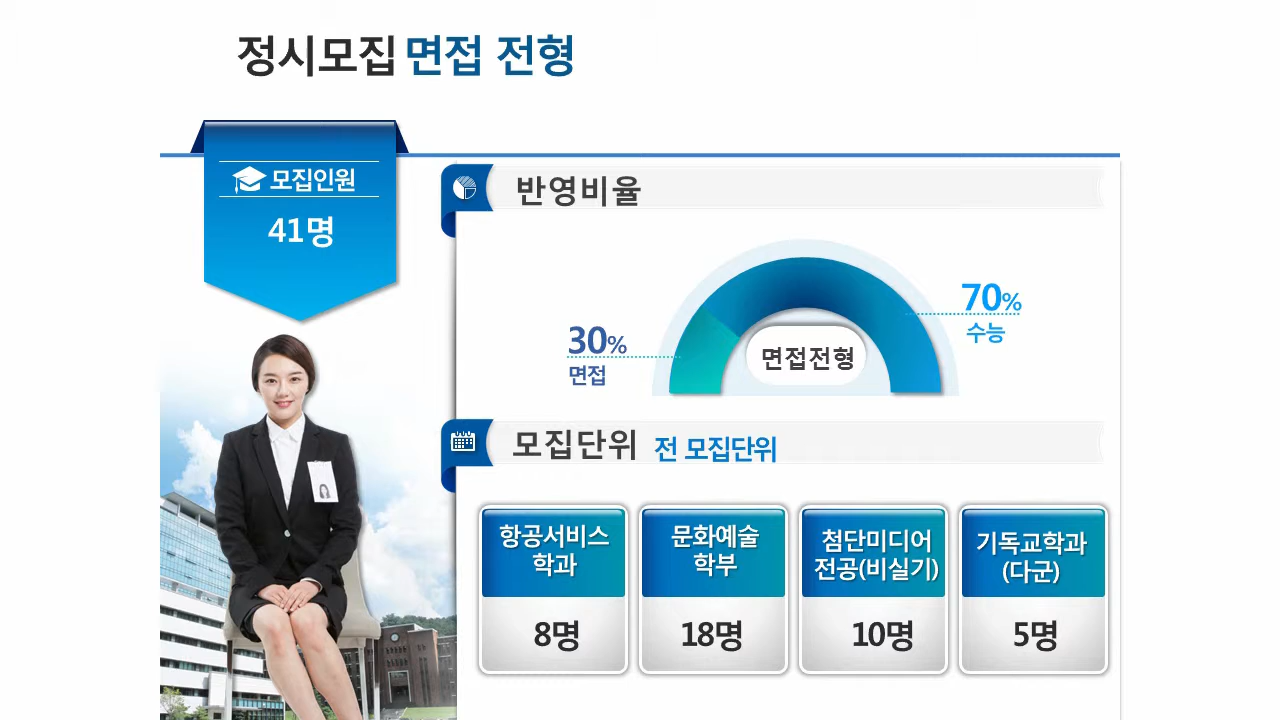 정시모집 면접 전형
모집인원
41명
반영비율
30%
면접
면접전형
70%
수능
모집단위 전 모집단위
항공서비스
학과
8명
문화예술
학부
18명
첨단미디어
전공(비실기)
10명
기독교학과
(다군)
5명